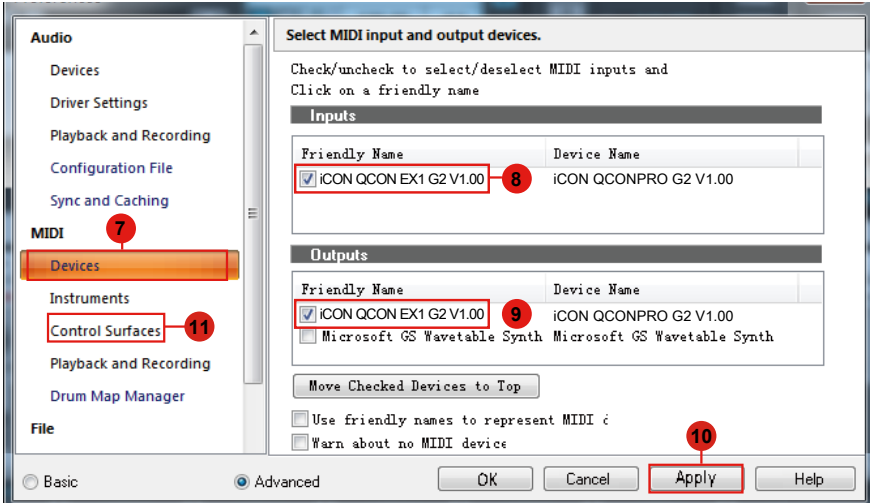 Audio
Devices
Driver Settings
Playback and Recording
Configuration File
Sync and Caching
MIDI
7
Devices
Instruments
Control Surfaces
11
Playback and Recording
Drum Map Manager
File
Select MIDI input and output devices.
Check/uncheck to select/deselect MIDI inputs and
Click on a friendly name
Inputs
Friendly Name Device Name
iCON QCON EX1 G2 V1.00 8 iCON QCONPRO G2 V1.00
Outputs
Friendly Name Device Name
iCON QCON EX1 G2 V1.00 9 iCON QCONPRO G2 V1.00
Microsoft GS Wavetable Synth Microsoft GS Wavetable Synth
Move Checked Devices to Top
Use friendly names to represent MIDI
Warn about no MIDI device
10
Basic Advanced OK Cancel Apply Help